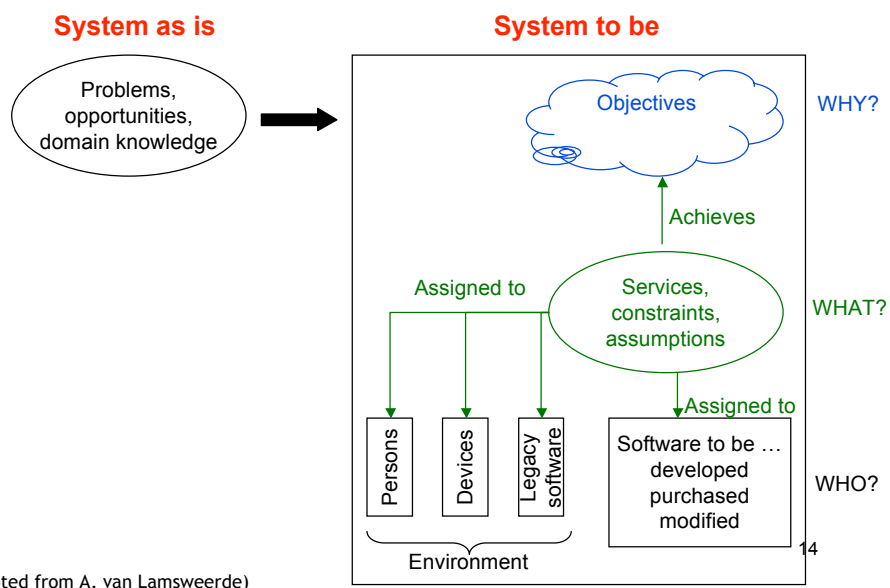 System as is
System to be
Problems,
opportunities,
domain knowledge
Objectives
WHY?
Achieves
Assigned to
Services,
constraints,
assumptions
WHAT?
Assigned to
Persons
Devices
Legacy
software
Software to be …
developed
purchased
modified
WHO?
14
Environment
from A. van Lamsweerde)